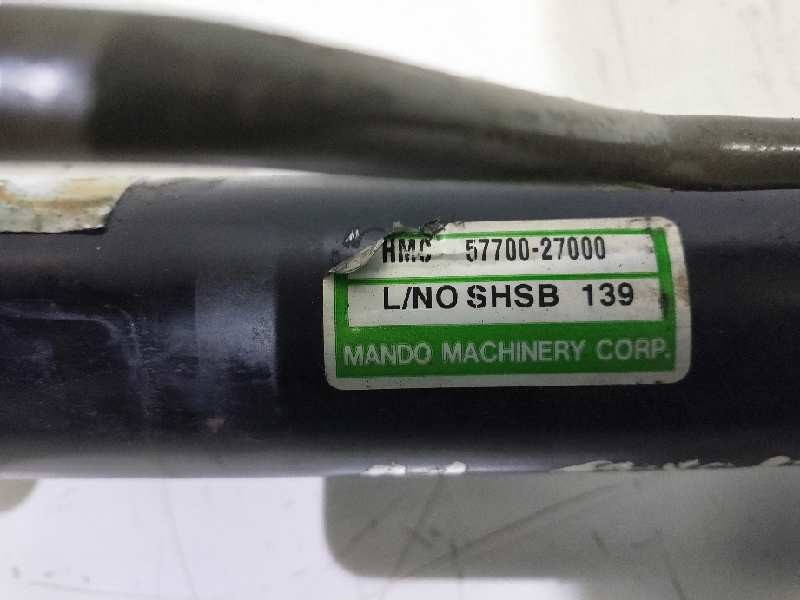 HMC 57700-27000
L/NO SHSB 139
MANDO MACHINERY CORP.